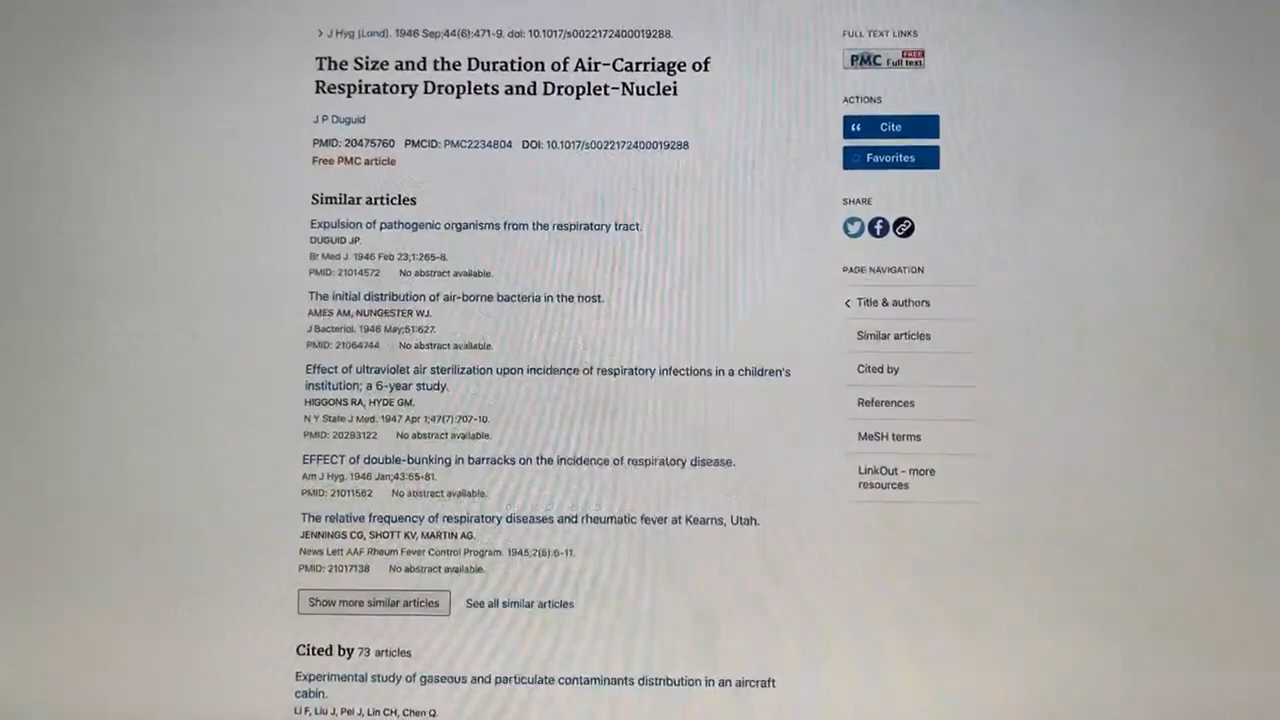 > J Hyg (Lond). 1946 Sep;44(6):471-9. doi: 10.1017/s0022172400019288.
The Size and the Duration of Air-Carriage of
Respiratory Droplets and Droplet-Nuclei
J P Duguid
PMID: 20475760 PMCID: PMC2234804 DOI: 10.1017/s0022172400019288
Free PMC article
Similar articles
Expulsion of pathogenic organisms from the respiratory tract.
DUGUID JP.
Br Med J. 1946 Feb 23;1:265-8.
PMID: 21014572 No abstract available.
The initial distribution of air-borne bacteria in the host.
AMES AM, NUNGESTER WJ.
J Bacteriol. 1946 May;51:627.
PMID: 21064744 No abstract available.
Effect of ultraviolet air sterilization upon incidence of respiratory infections in a children's
institution; a 6-year study.
HIGGONS RA, HYDE GM.
N Y State J Med. 1947 Apr 1;47(7):707-10.
PMID: 20293122 No abstract available.
EFFECT of double-bunking in barracks on the incidence of respiratory disease.
Am J Hyg. 1946 Jan;43:65-81.
PMID: 21011562 No abstract available.
The relative frequency of respiratory diseases and rheumatic fever at Kearns, Utah.
JENNINGS CG, SHOTT KV, MARTIN AG.
News Lett AAF Rheum Fever Control Program. 1945;2(6):6-11.
PMID: 21017138 No abstract available.
Show more similar articles See all similar articles
Cited by 73 articles
Experimental study of gaseous and particulate contaminants distribution in an aircraft
cabin.
Li F, Liu J, Pei J, Lin CH, Chen Q.
FULL TEXT LINKS
PMC FREE Full text
ACTIONS
Cite
Favorites
SHARE
PAGE NAVIGATION
< Title & authors
Similar articles
Cited by
References
MeSH terms
LinkOut - more
resources